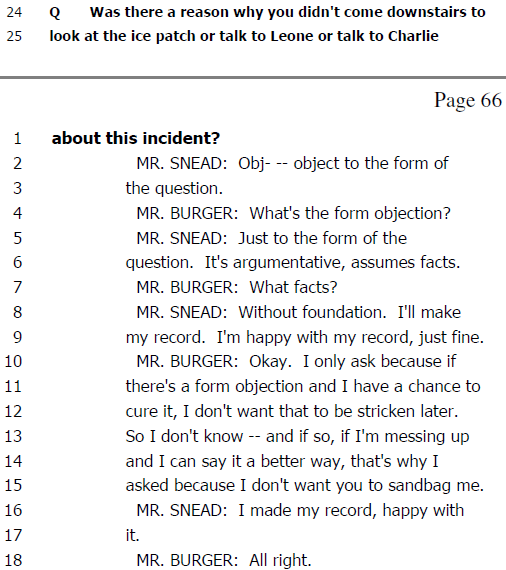 24 Q Was there a reason why you didn't come downstairs to
25 look at the ice patch or talk to Leone or talk to Charlie
Page 66
1 about this incident?
2 MR. SNEAD: Obj- -- object to the form of
3 the question.
4 MR. BURGER: What's the form objection?
5 MR. SNEAD: Just to the form of the
6 question. It's argumentative, assumes facts.
7 MR. BURGER: What facts?
8 MR. SNEAD: Without foundation. I'll make
9 my record. I'm happy with my record, just fine.
10 MR. BURGER: Okay. I only ask because if
11 there's a form objection and I have a chance to
12 cure it, I don't want that to be stricken later.
13 So I don't know -- and if so, if I'm messing up
14 and I can say it a better way, that's why I
15 asked because I don't want you to sandbag me.
16 MR. SNEAD: I made my record, happy with
17 it.
18 MR. BURGER: All right.